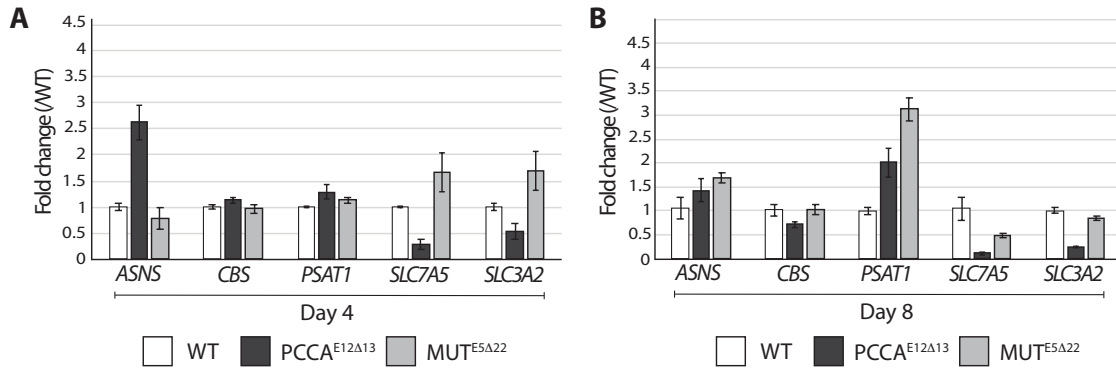 A
Fold change (/WT)
4.5
4
3.5
3
2.5
2
1.5
1
0.5
0
ASNS CBS PSAT1 SLC7A5 SLC3A2
Day 4
WT PCCA^E12Δ13 MUT^E5Δ22
B
Fold change (/WT)
4.5
4
3.5
3
2.5
2
1.5
1
0.5
0
ASNS CBS PSAT1 SLC7A5 SLC3A2
Day 8
WT PCCA^E12Δ13 MUT^E5Δ22